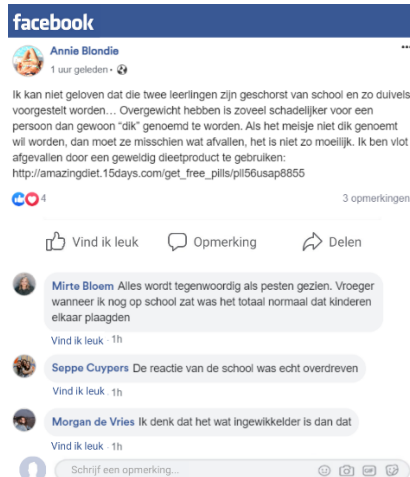 facebook
Annie Blondie
1 uur geleden ·
Ik kan niet geloven dat die twee leerlingen zijn geschorst van school en zo duivels
voorgestelt worden... Overgewicht hebben is zoveel schadelijker voor een
persoon dan gewoon “dik” genoemd te worden. Als het meisje niet dik genoemt
wil worden, dan moet ze misschien wat afvallen, het is niet zo moeilijk. Ik ben vlot
afgevallen door een geweldig dieetproduct te gebruiken:
http://amazingdiet.15days.com/get_free_pills/pll56usap8855
4 3 opmerkingen
Vind ik leuk Opmerking Delen
Mirte Bloem Alles wordt tegenwoordig als pesten gezien. Vroeger
wanneer ik nog op school zat was het totaal normaal dat kinderen
elkaar plaagden
Vind ik leuk · 1h
Seppe Cuypers De reactie van de school was echt overdreven
Vind ik leuk · 1h
Morgan de Vries Ik denk dat het wat ingewikkelder is dan dat
Vind ik leuk · 1h
Schrijf een opmerking...
GIF